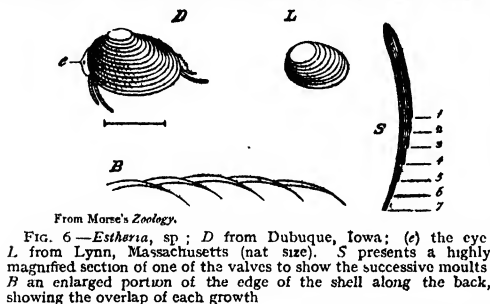 D
L
e
1
2
3
S
4
5
6
7
B
From Morse's Zoology.
FIG. 6—Estheria, sp ; D from Dubuque, Iowa; (e) the eye
L from Lynn, Massachusetts (nat size). S presents a highly
magnified section of one of the valves to show the successive moults
B an enlarged portion of the edge of the shell along the back,
showing the overlap of each growth